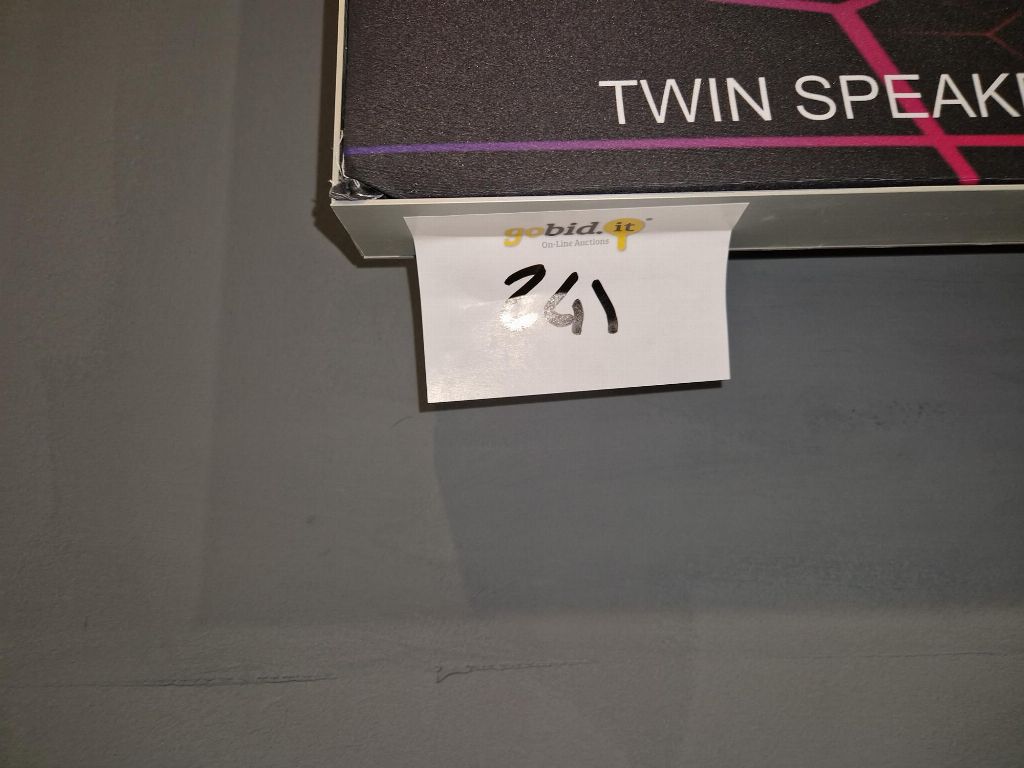 TWIN SPEAK
gobid.it
On-Line Auctions
241